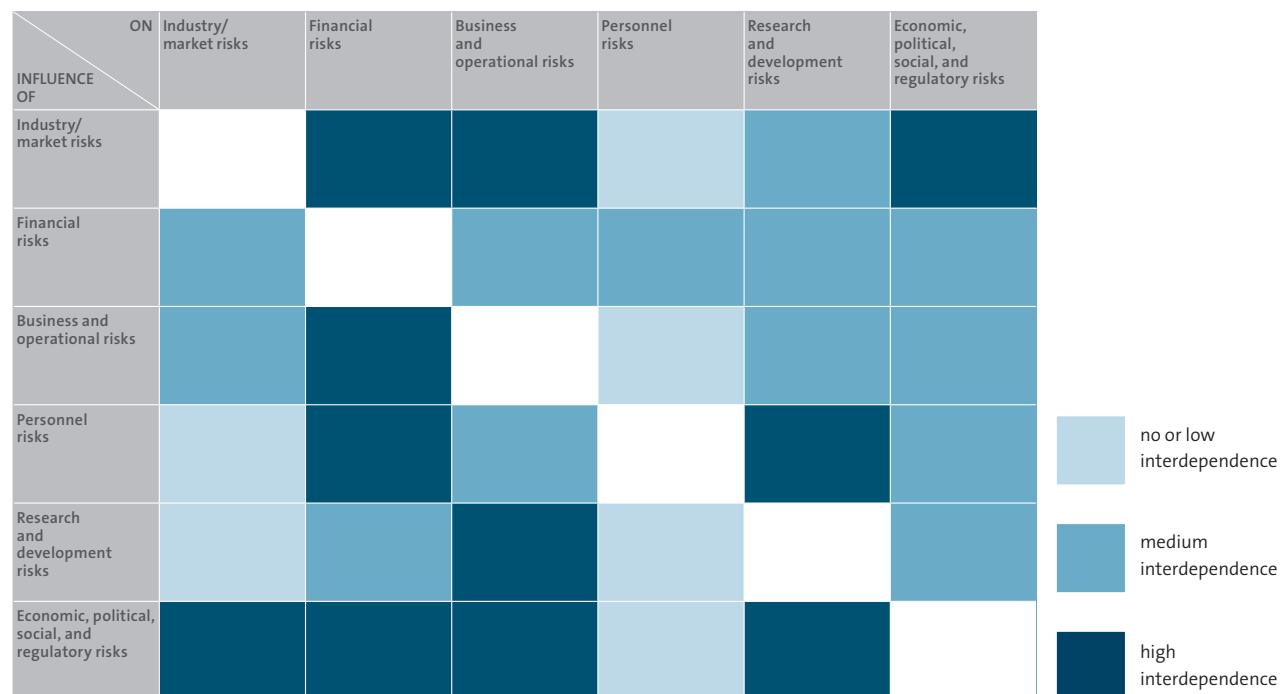 ON
INFLUENCE
OF
Industry/
market risks
Financial
risks
Business
and
operational risks
Personnel
risks
Research
and
development
risks
Economic,
political,
social, and
regulatory risks
Industry/
market risks
Financial
risks
Business and
operational risks
Personnel
risks
Research
and
development
risks
Economic, political,
social, and
regulatory risks
no or low
interdependence
medium
interdependence
high
interdependence